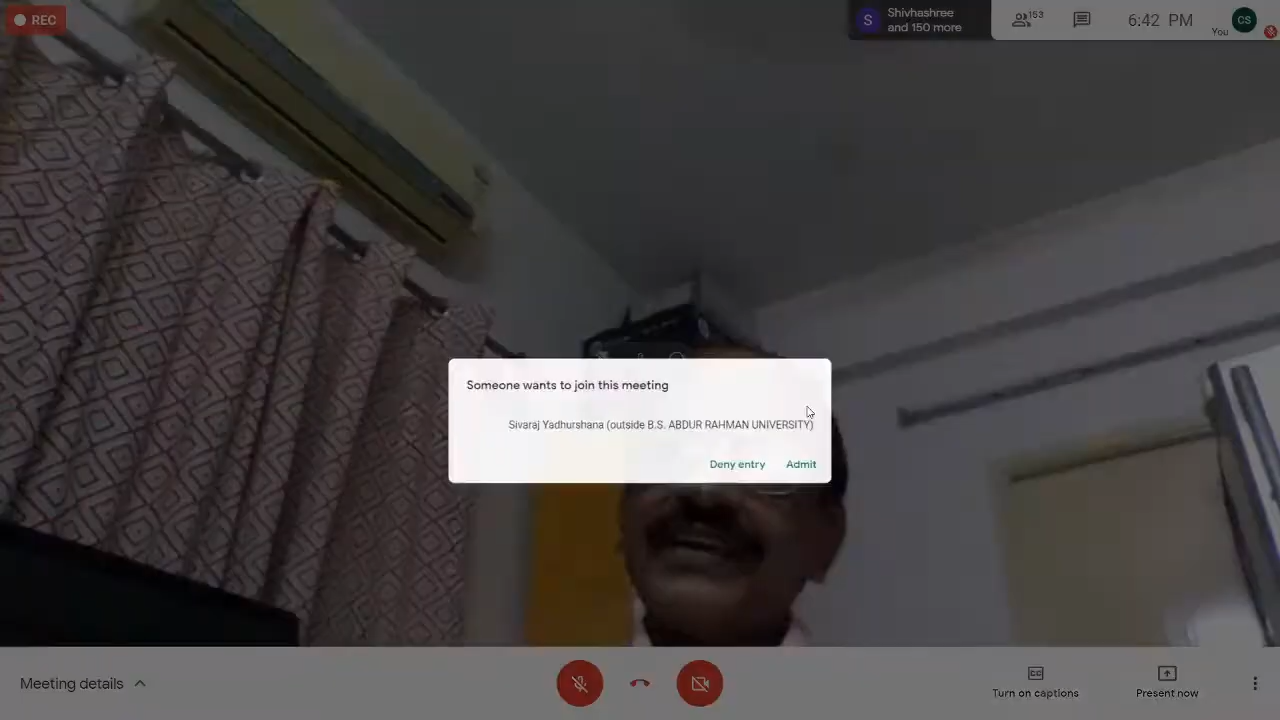 REC
S
Shivhashree
and 150 more
153
6:42 PM
You
CS
Someone wants to join this meeting
Sivaraj Yadhurshana (outside B.S. ABDUR RAHMAN UNIVERSITY)
Deny entry
Admit
Meeting details
CC
Turn on captions
Present now